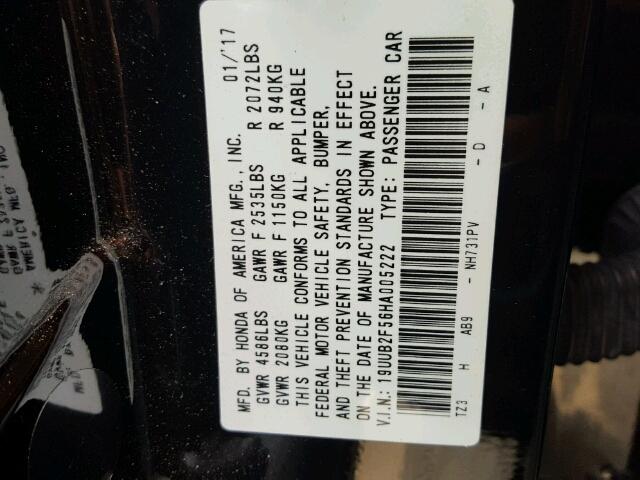 MFD. BY HONDA OF AMERICA MFG., INC. 01/'17
GVWR 4586LBS GAWR F 2535LBS R 2072LBS
GVWR 2080KG GAWR F 1150KG R 940KG
THIS VEHICLE CONFORMS TO ALL APPLICABLE
FEDERAL MOTOR VEHICLE SAFETY, BUMPER,
AND THEFT PREVENTION STANDARDS IN EFFECT
ON THE DATE OF MANUFACTURE SHOWN ABOVE.
V.I.N.: 19UUB2F56HA005222 TYPE: PASSENGER CAR
TZ3 H AB9 - NH731PV - D - A